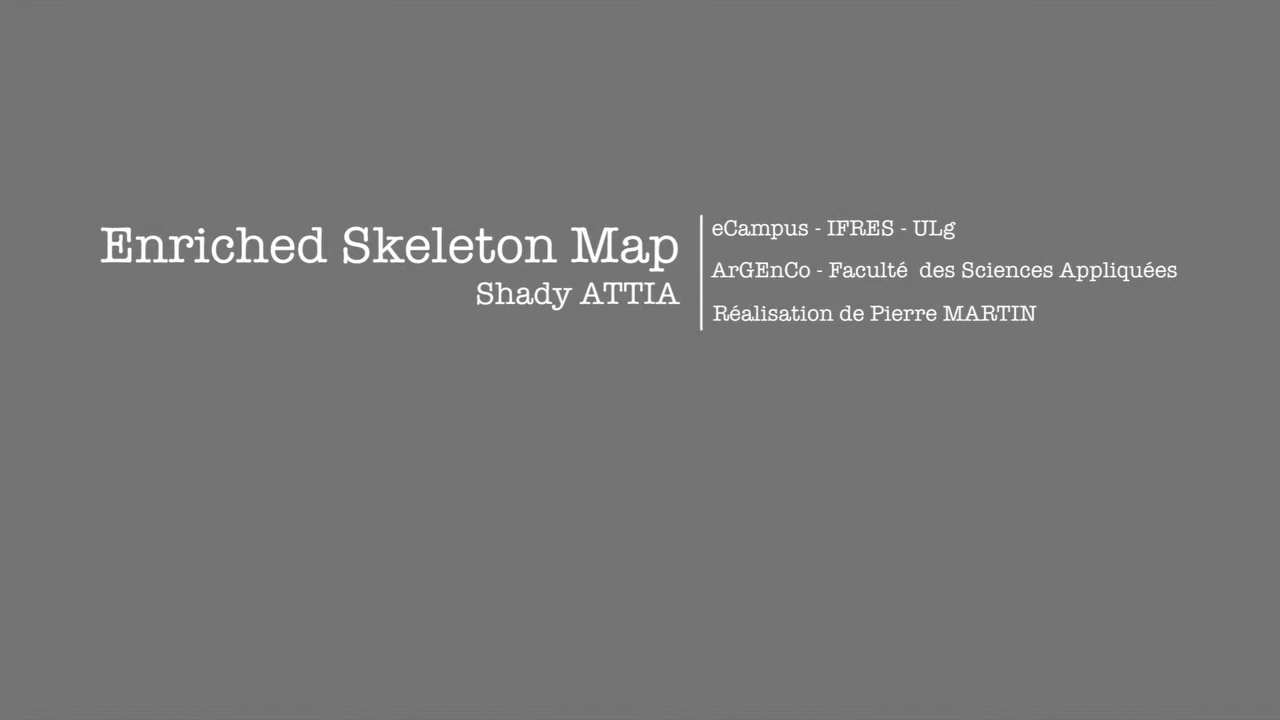 Enriched Skeleton Map
Shady ATTIA
eCampus - IFRES - ULg
ArGEnCo - Faculté des Sciences Appliquées
Réalisation de Pierre MARTIN